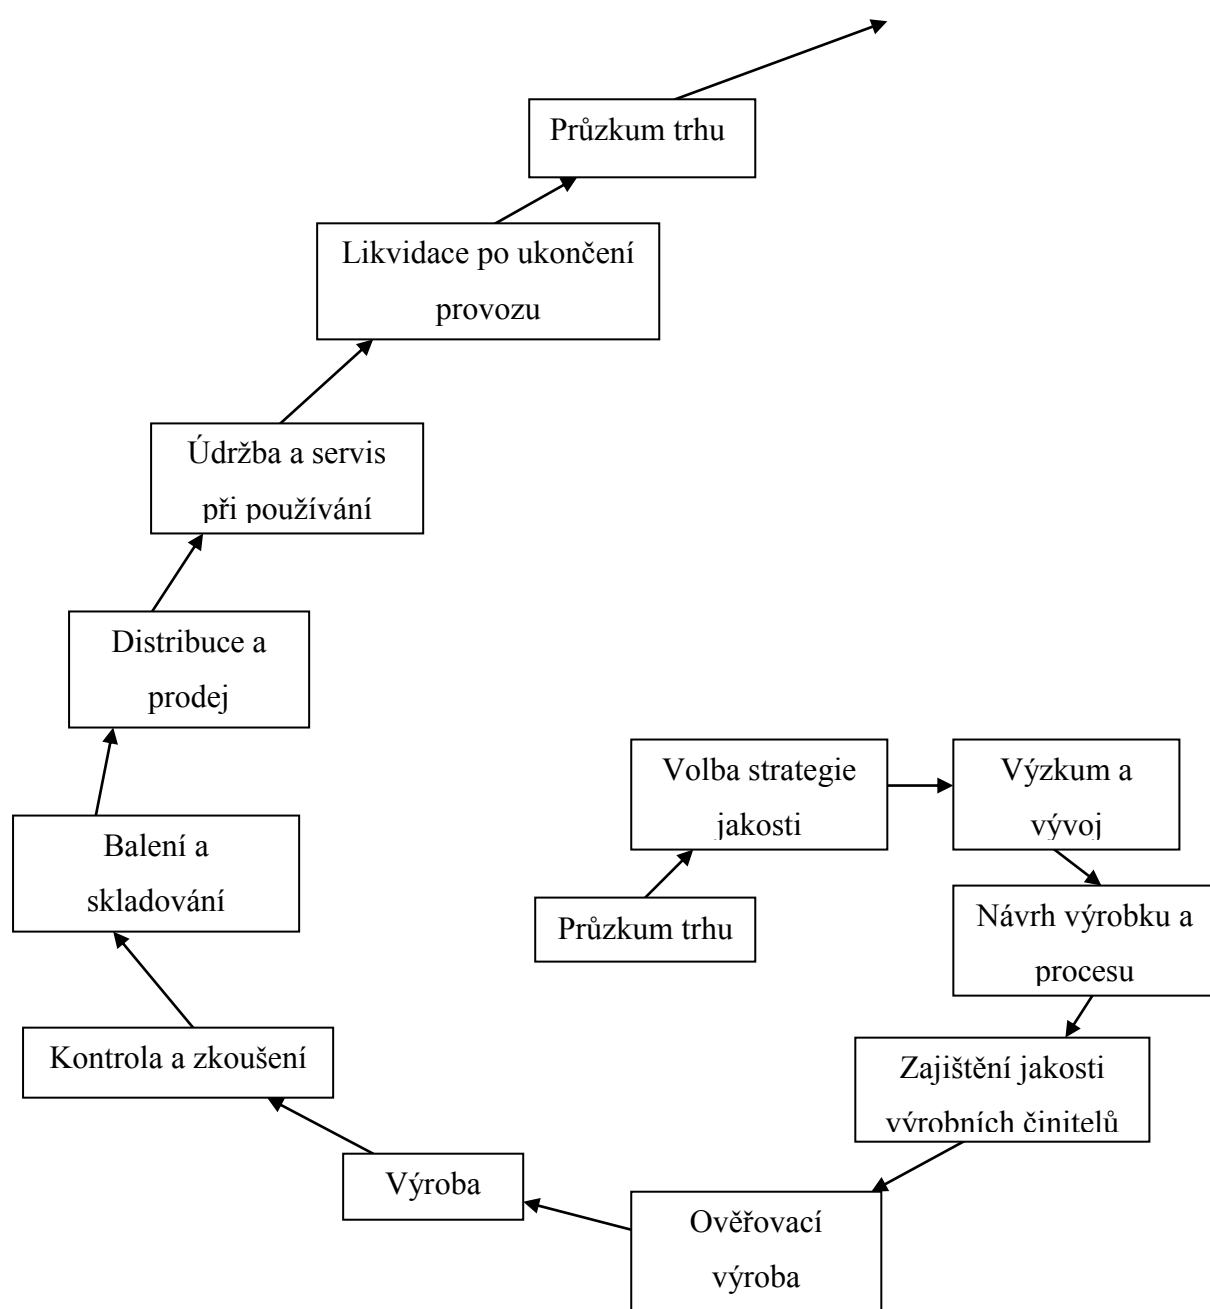 Průzkum trhu
Likvidace po ukončení
provozu
Údržba a servis
při používání
Distribuce a
prodej
Volba strategie
jakosti
Výzkum a
vývoj
Balení a
skladování
Průzkum trhu
Návrh výrobku a
procesu
Kontrola a zkoušení
Zajištění jakosti
výrobních činitelů
Výroba
Ověřovací
výroba